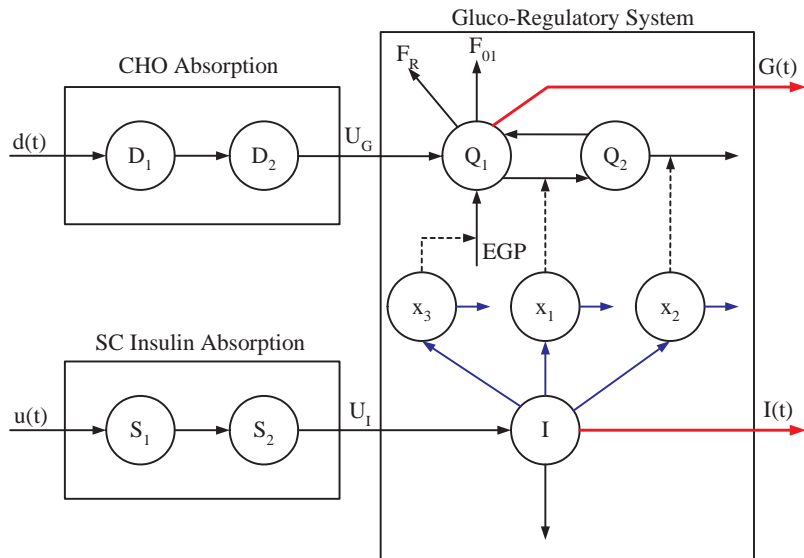 Gluco-Regulatory System
CHO Absorption
F_R
F_01
G(t)
d(t)
D_1
D_2
U_G
Q_1
Q_2
EGP
x_3
x_1
x_2
SC Insulin Absorption
u(t)
S_1
S_2
U_I
I
I(t)